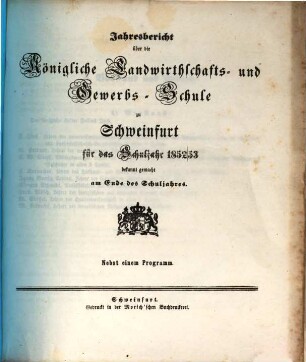 Jahresbericht
über die
Königliche Landwirthschafts- und
Gewerbs-Schule
zu
Schweinfurt
für das Schuljahr 1852/53
bekannt gemacht
am Ende des Schuljahres.
Nebst einem Programm.
Schweinfurt.
Gedruckt in der Morich'schen Buchdruckerei.